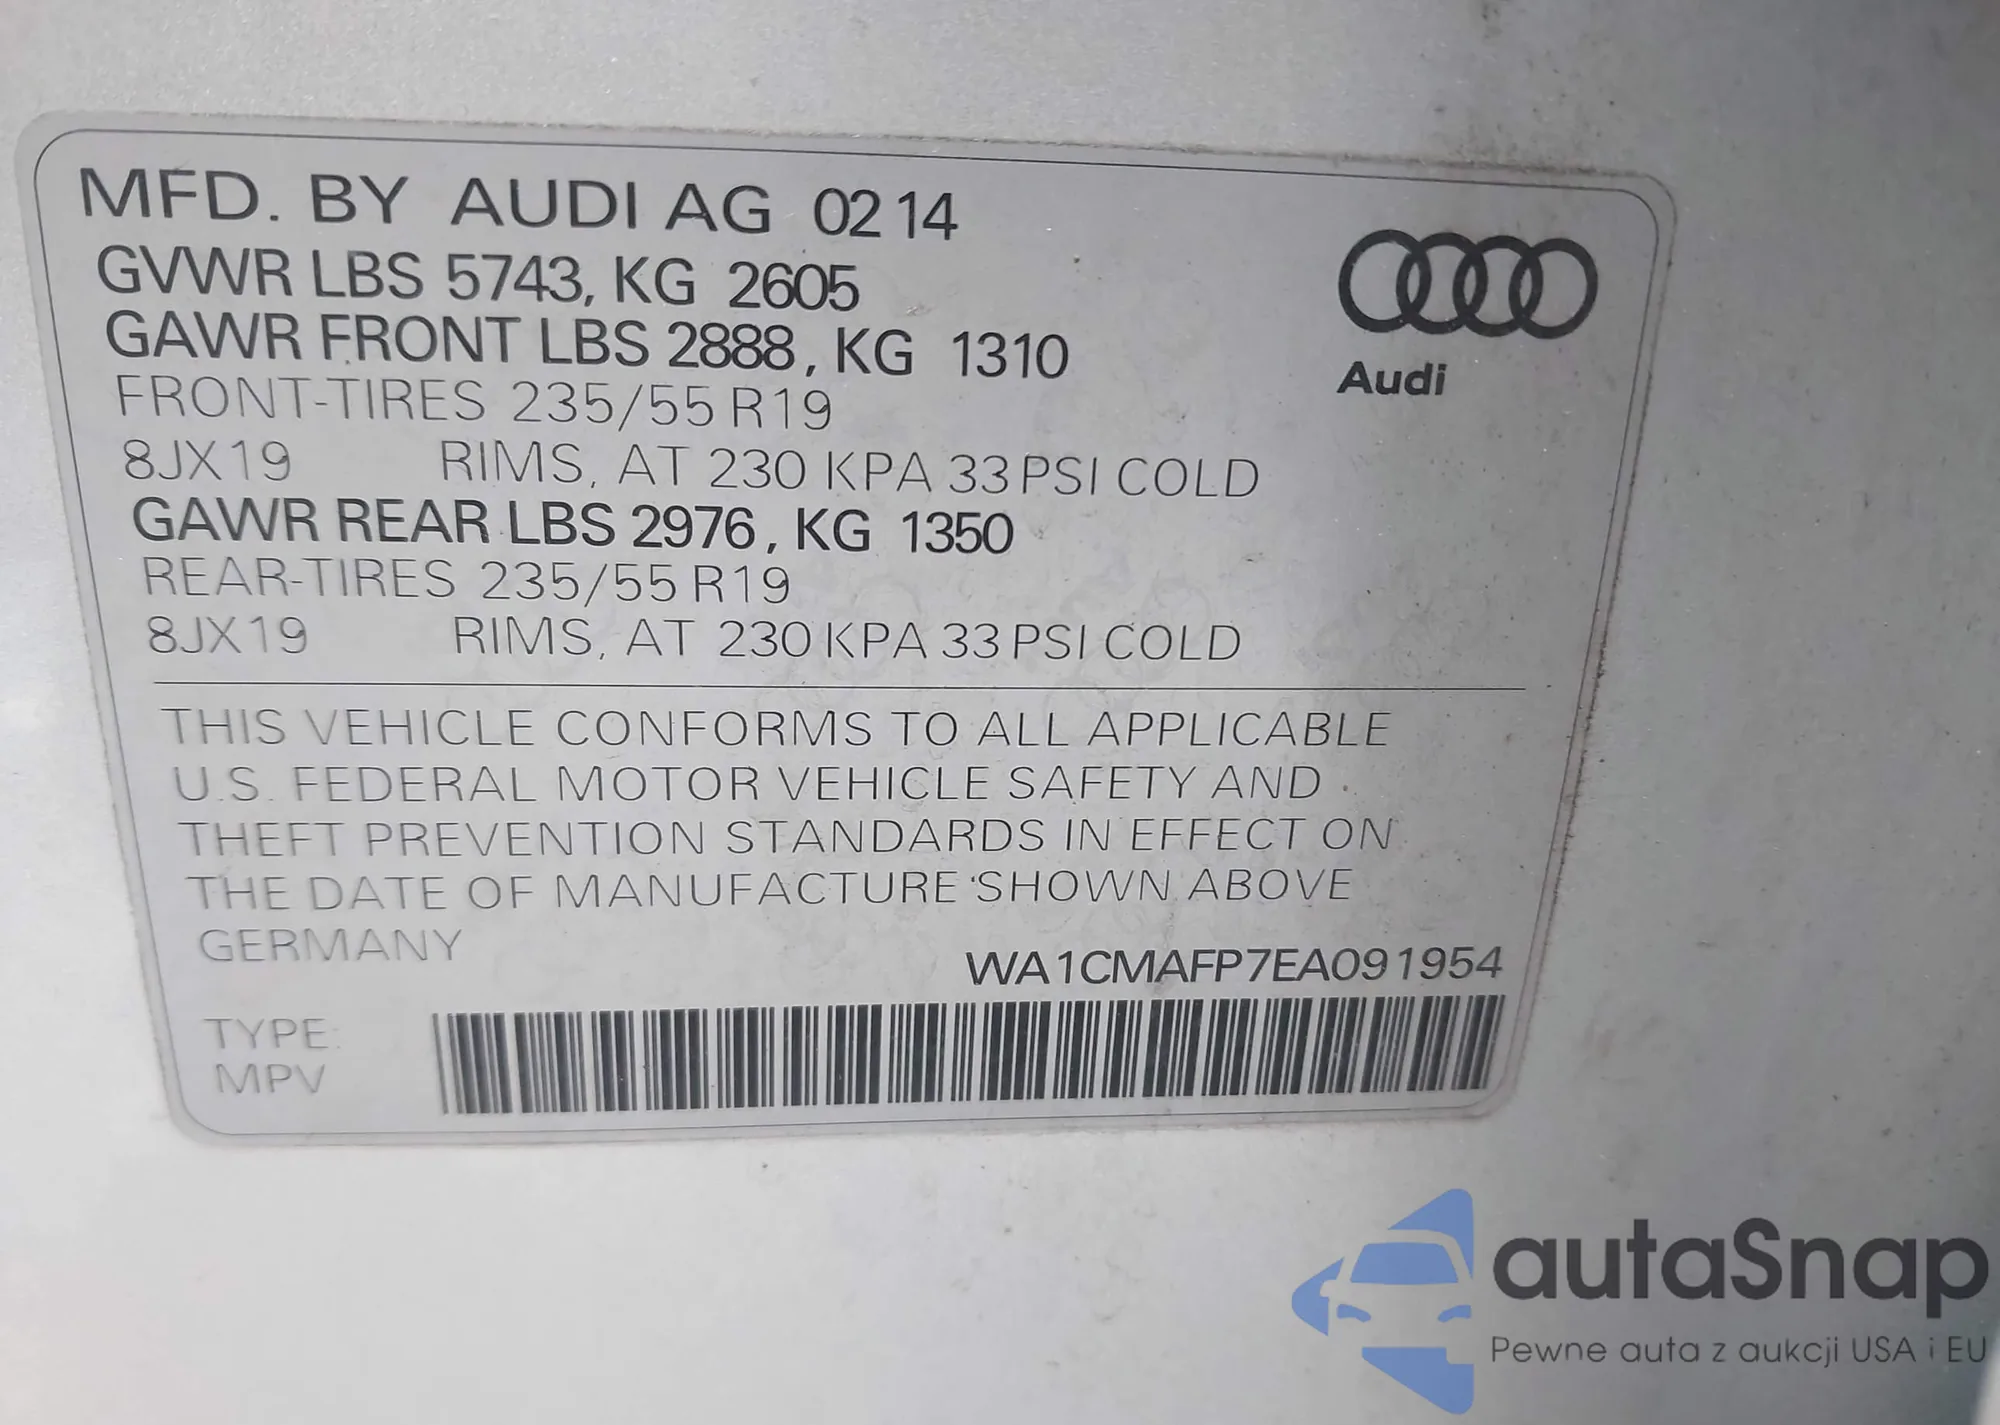 MFD. BY AUDI AG 02 14
GVWR LBS 5743, KG 2605
GAWR FRONT LBS 2888, KG 1310
FRONT-TIRES 235/55 R19
8JX19 RIMS, AT 230 KPA 33 PSI COLD
GAWR REAR LBS 2976, KG 1350
REAR-TIRES 235/55 R19
8JX19 RIMS, AT 230 KPA 33 PSI COLD
Audi
THIS VEHICLE CONFORMS TO ALL APPLICABLE
U.S. FEDERAL MOTOR VEHICLE SAFETY AND
THEFT PREVENTION STANDARDS IN EFFECT ON
THE DATE OF MANUFACTURE SHOWN ABOVE
GERMANY
WA1CMAFP7EA091954
TYPE:
MPV
autaSnap
Pewne auta z aukcji USA i EU